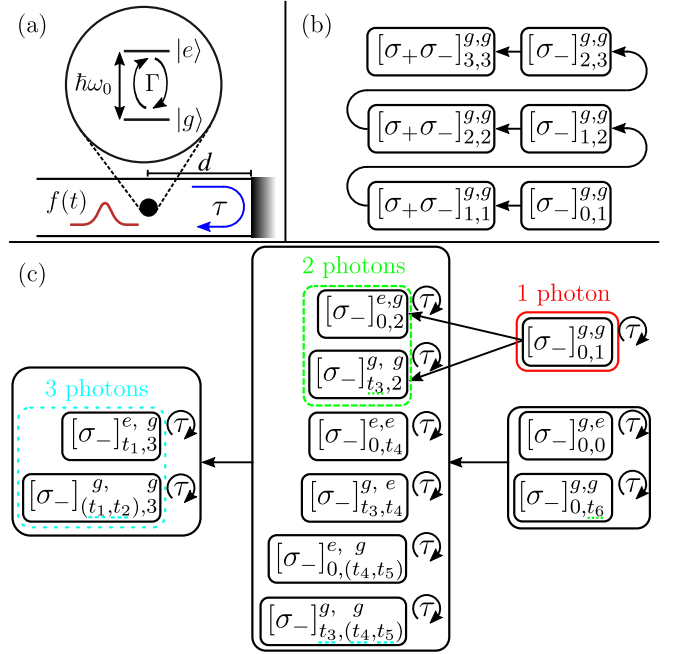 (a)
|e⟩
ħω₀
Γ
|g⟩
d
f(t)
τ
(b)
[σ₊σ₋]^{g,g}_{3,3}
[σ₋]^{g,g}_{2,3}
[σ₊σ₋]^{g,g}_{2,2}
[σ₋]^{g,g}_{1,2}
[σ₊σ₋]^{g,g}_{1,1}
[σ₋]^{g,g}_{0,1}
(c)
3 photons
[σ₋]^{e, g}_{t₁,3}
τ
[σ₋]^{g, g}_{(t₁,t₂),3}
τ
2 photons
[σ₋]^{e,g}_{0,2}
τ
[σ₋]^{g, g}_{t₃,2}
τ
[σ₋]^{e,e}_{0,t₄}
τ
[σ₋]^{g, e}_{t₃,t₄}
τ
[σ₋]^{e, g}_{0,(t₄,t₅)}
τ
[σ₋]^{g, g}_{t₃,(t₄,t₅)}
τ
1 photon
[σ₋]^{g,g}_{0,1}
τ
[σ₋]^{g,e}_{0,0}
τ
[σ₋]^{g,g}_{0,t₆}
τ